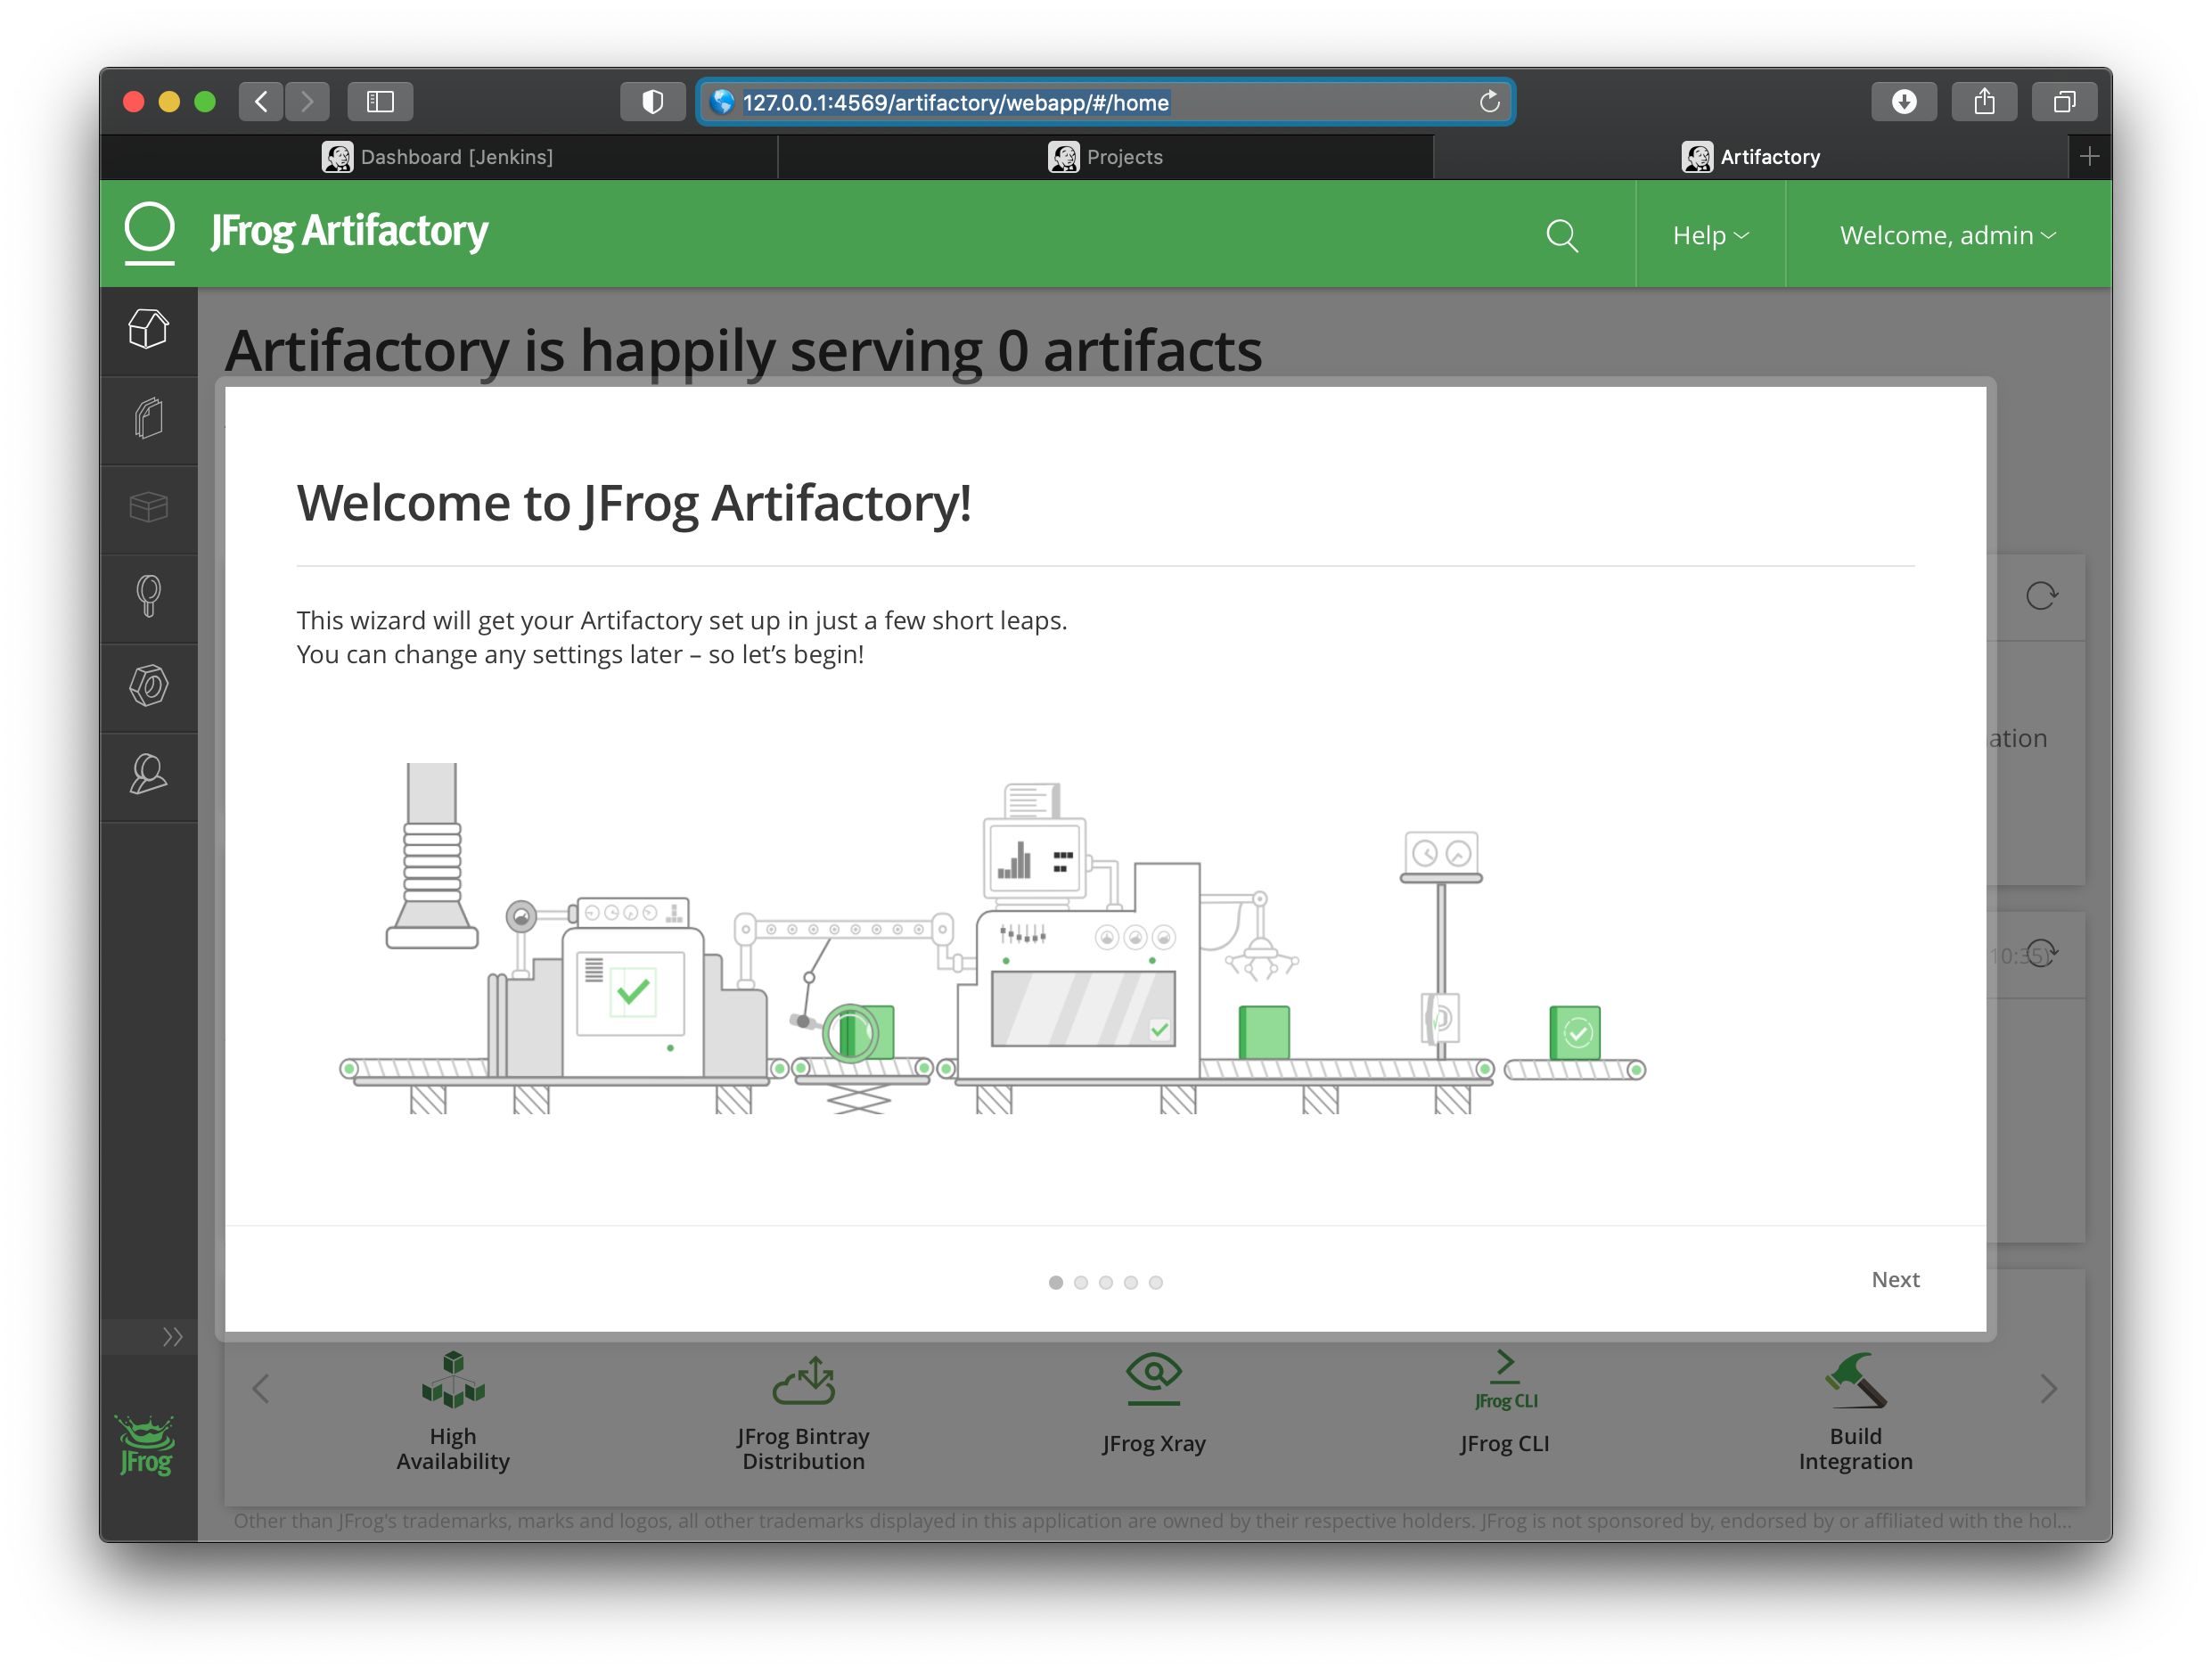 127.0.0.1:4569/artifactory/webapp/#/home
Dashboard [Jenkins]
Projects
Artifactory
JFrog Artifactory
Help
Welcome, admin
Artifactory is happily serving 0 artifacts
Welcome to JFrog Artifactory!
This wizard will get your Artifactory set up in just a few short leaps.
You can change any settings later – so let's begin!
ation
10:35)
Next
High
Availability
JFrog Bintray
Distribution
JFrog Xray
JFrog CLI
JFrog CLI
Build
Integration
JFrog
Other than JFrog's trademarks, marks and logos, all other trademarks displayed in this application are owned by their respective holders. JFrog is not sponsored by, endorsed by or affiliated with the hol...